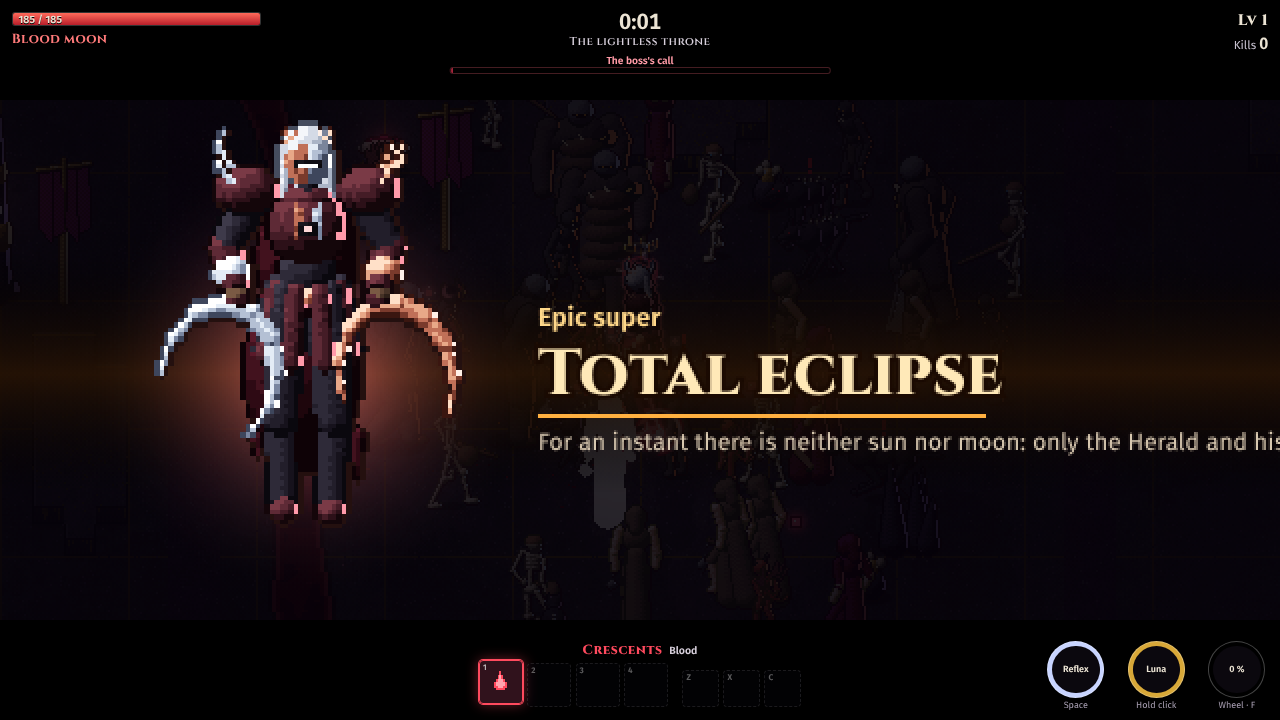 185 / 185
Blood moon
0:01
The lightless throne
The boss's call
Lv 1
Kills 0
Epic super
Total eclipse
For an instant there is neither sun nor moon: only the Herald and his
Crescents Blood
1 2 3 4 Z X C
Reflex
Space
Luna
Hold click
0 %
Wheel · F